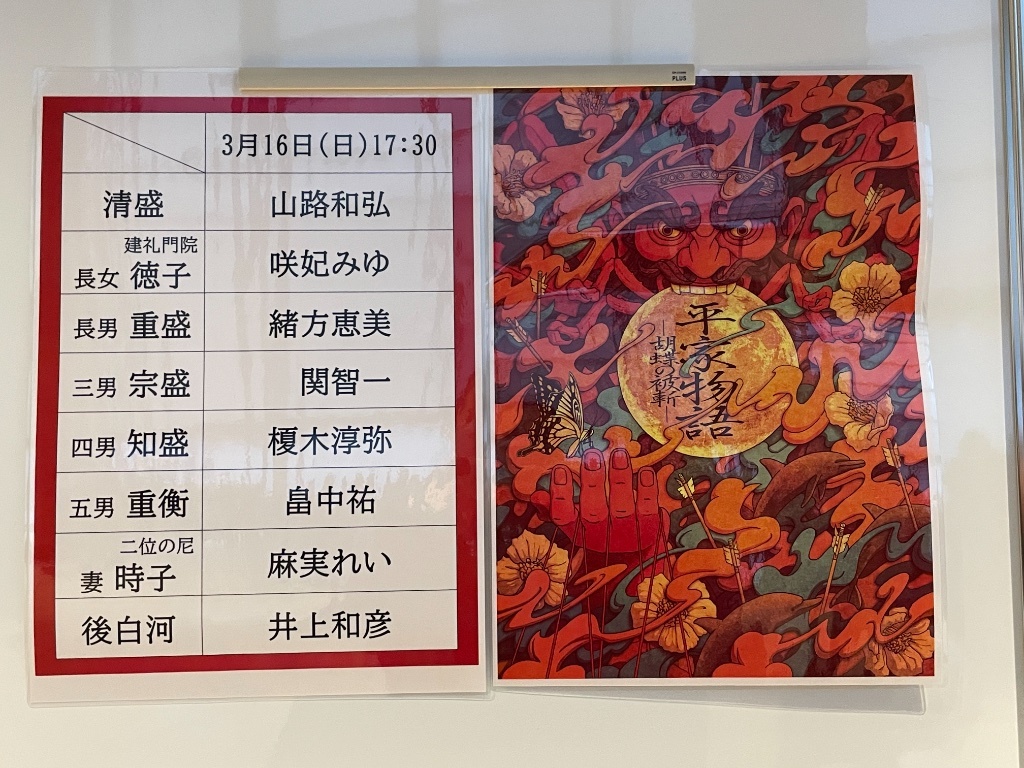 PLUS
3月16日(日)17:30
清盛 山路和弘
建礼門院
長女 徳子 咲妃みゆ
長男 重盛 緒方恵美
三男 宗盛 関智一
四男 知盛 榎木淳弥
五男 重衡 畠中祐
二位の尼
妻 時子 麻実れい
後白河 井上和彦
平家物語
―胡蝶の被斬―